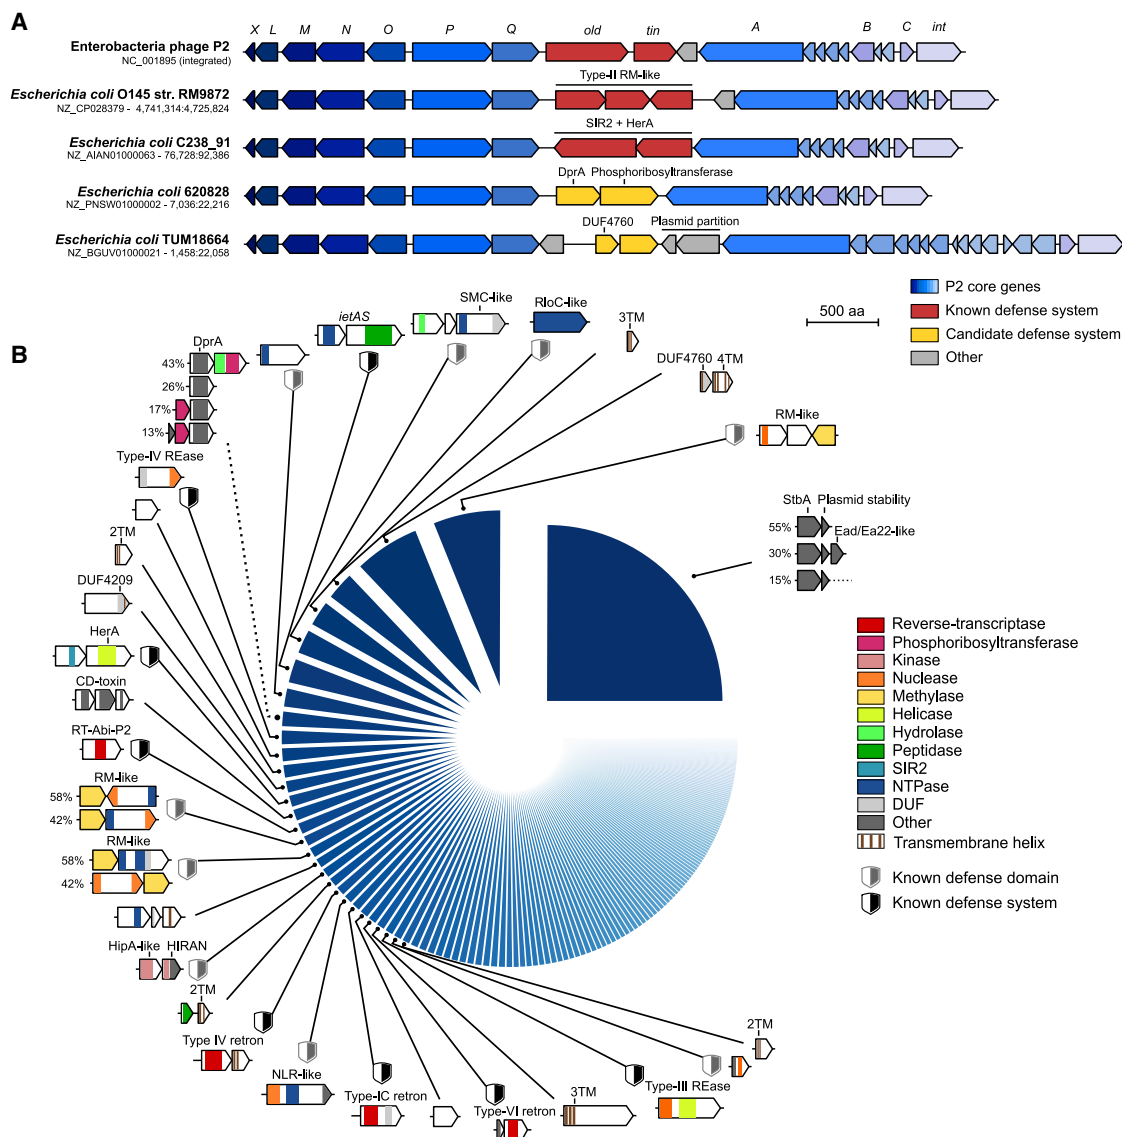 A
X L M N O P Q old tin A B C int
Enterobacteria phage P2
NC_001895 (integrated)
Type-II RM-like
Escherichia coli O145 str. RM9872
NZ_CP028379 - 4,741,314:4,725,824
SIR2 + HerA
Escherichia coli C238_91
NZ_AIAN01000063 - 76,728:92,386
DprA Phosphoribosyltransferase
Escherichia coli 620828
NZ_PNSW01000002 - 7,036:22,216
DUF4760 Plasmid partition
Escherichia coli TUM18664
NZ_BGUV01000021 - 1,458:22,058
500 aa
P2 core genes
Known defense system
Candidate defense system
Other
B
DprA
43%
26%
17%
13%
ietAS
SMC-like
RloC-like
3TM
DUF4760 4TM
RM-like
StbA Plasmid stability
55%
Ead/Ea22-like
30%
15%
Type-IV REase
2TM
DUF4209
HerA
CD-toxin
RT-Abi-P2
RM-like
58%
42%
RM-like
58%
42%
HipA-like HIRAN
2TM
Type IV retron
NLR-like
Type-IC retron
Type-VI retron
3TM
Type-III REase
2TM
Reverse-transcriptase
Phosphoribosyltransferase
Kinase
Nuclease
Methylase
Helicase
Hydrolase
Peptidase
SIR2
NTPase
DUF
Other
Transmembrane helix
Known defense domain
Known defense system